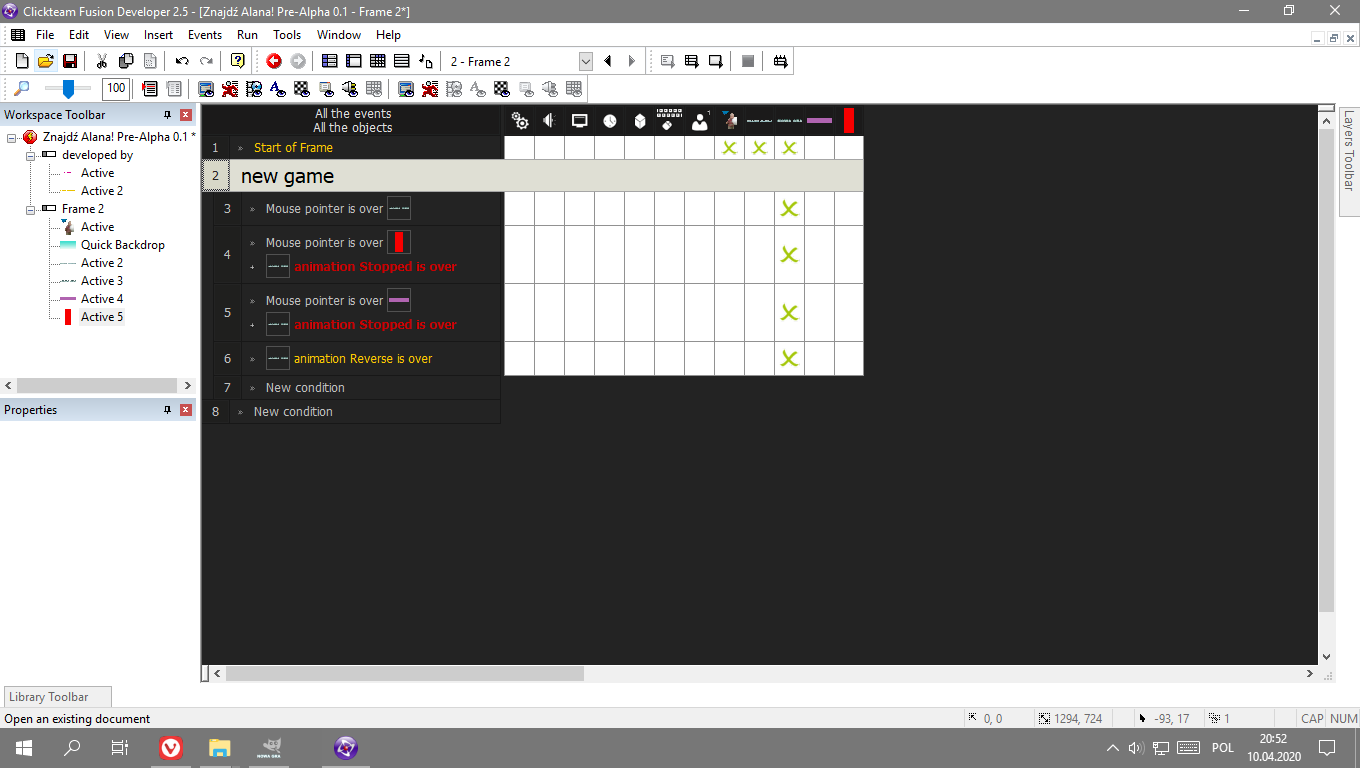 Clickteam Fusion Developer 2.5 - [Znajdź Alana! Pre-Alpha 0.1 - Frame 2*]
File Edit View Insert Events Run Tools Window Help
2 - Frame 2
100
Workspace Toolbar
Znajdź Alana! Pre-Alpha 0.1 *
developed by
Active
Active 2
Frame 2
Active
Quick Backdrop
Active 2
Active 3
Active 4
Active 5
Properties
All the events
All the objects
1 » Start of Frame
2 new game
3 » Mouse pointer is over
4 » Mouse pointer is over
+ animation Stopped is over
5 » Mouse pointer is over
+ animation Stopped is over
6 » animation Reverse is over
7 » New condition
8 » New condition
Layers Toolbar
Library Toolbar
Open an existing document
0, 0
1294, 724
-93, 17
1
CAP NUM
NOWA GRA
POL
20:52
10.04.2020